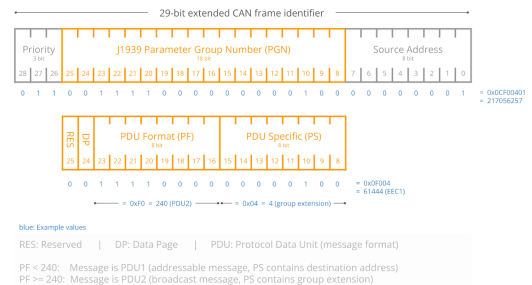 29-bit extended CAN frame identifier
Priority J1939 Parameter Group Number (PGN) Source Address
3 bit 18 bit 8 bit
28 27 26 25 24 23 22 21 20 19 18 17 16 15 14 13 12 11 10 9 8 7 6 5 4 3 2 1 0
0 1 1 0 0 1 1 1 1 0 0 0 0 0 0 0 0 0 1 0 0 0 0 0 0 0 0 0 1 = 0x0CF00401
= 217056257
RES DP PDU Format (PF) PDU Specific (PS)
8 bit 8 bit
25 24 23 22 21 20 19 18 17 16 15 14 13 12 11 10 9 8
0 0 1 1 1 1 0 0 0 0 0 0 0 0 0 1 0 0 = 0x0F004
= 61444 (EEC1)
= 0xF0 = 240 (PDU2) = 0x04 = 4 (group extension)
blue: Example values
RES: Reserved | DP: Data Page | PDU: Protocol Data Unit (message format)
PF < 240: Message is PDU1 (addressable message, PS contains destination address)
PF >= 240: Message is PDU2 (broadcast message, PS contains group extension)